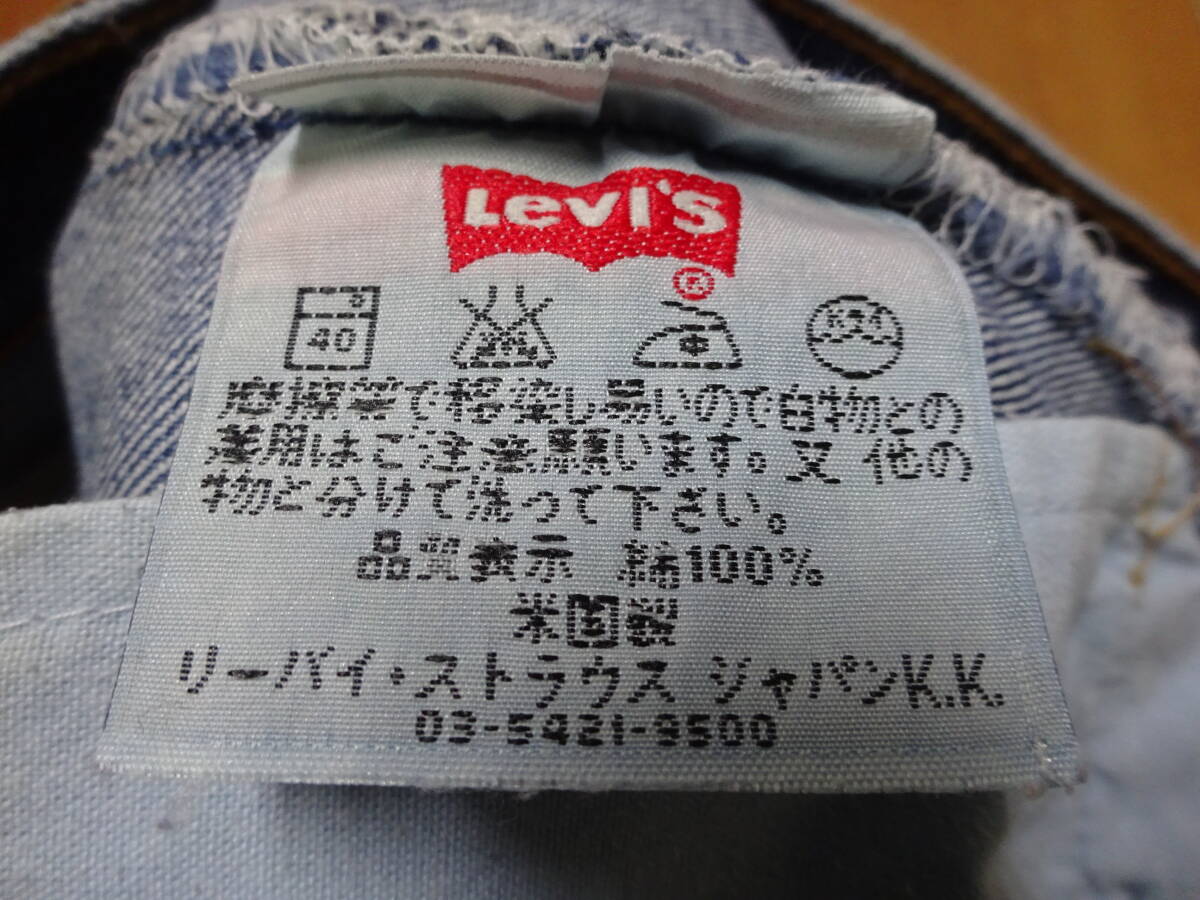 Levi's
®
40 中
摩擦等で移染し易いので白物との
兼用はご注意願います。又 他の
物と分けて洗って下さい。
品質表示 綿100%
米国製
リーバイ・ストラウス ジャパンK.K.
03-5421-9500